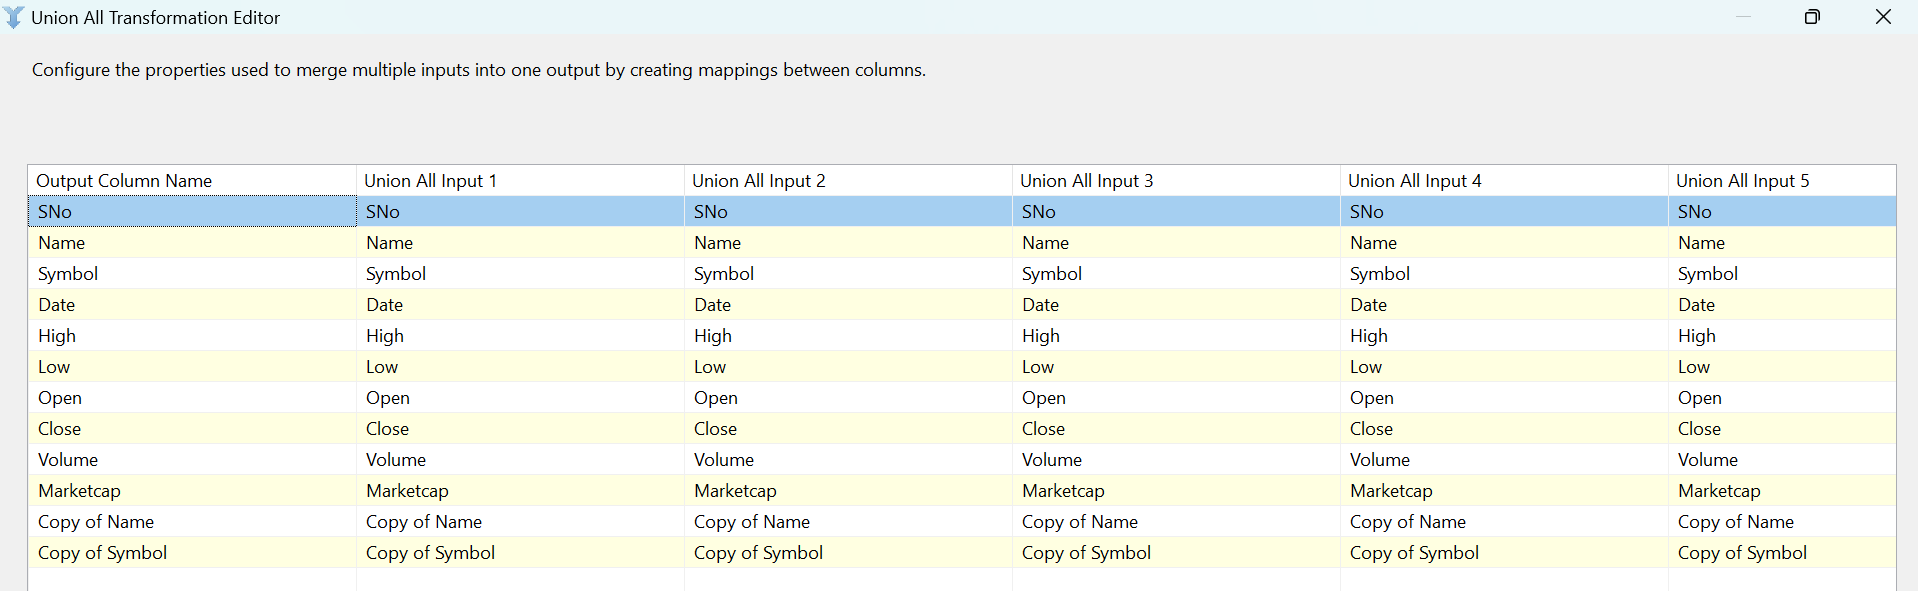 Union All Transformation Editor
Configure the properties used to merge multiple inputs into one output by creating mappings between columns.
Output Column Name Union All Input 1 Union All Input 2 Union All Input 3 Union All Input 4 Union All Input 5
SNo SNo SNo SNo SNo SNo
Name Name Name Name Name Name
Symbol Symbol Symbol Symbol Symbol Symbol
Date Date Date Date Date Date
High High High High High High
Low Low Low Low Low Low
Open Open Open Open Open Open
Close Close Close Close Close Close
Volume Volume Volume Volume Volume Volume
Marketcap Marketcap Marketcap Marketcap Marketcap Marketcap
Copy of Name Copy of Name Copy of Name Copy of Name Copy of Name Copy of Name
Copy of Symbol Copy of Symbol Copy of Symbol Copy of Symbol Copy of Symbol Copy of Symbol